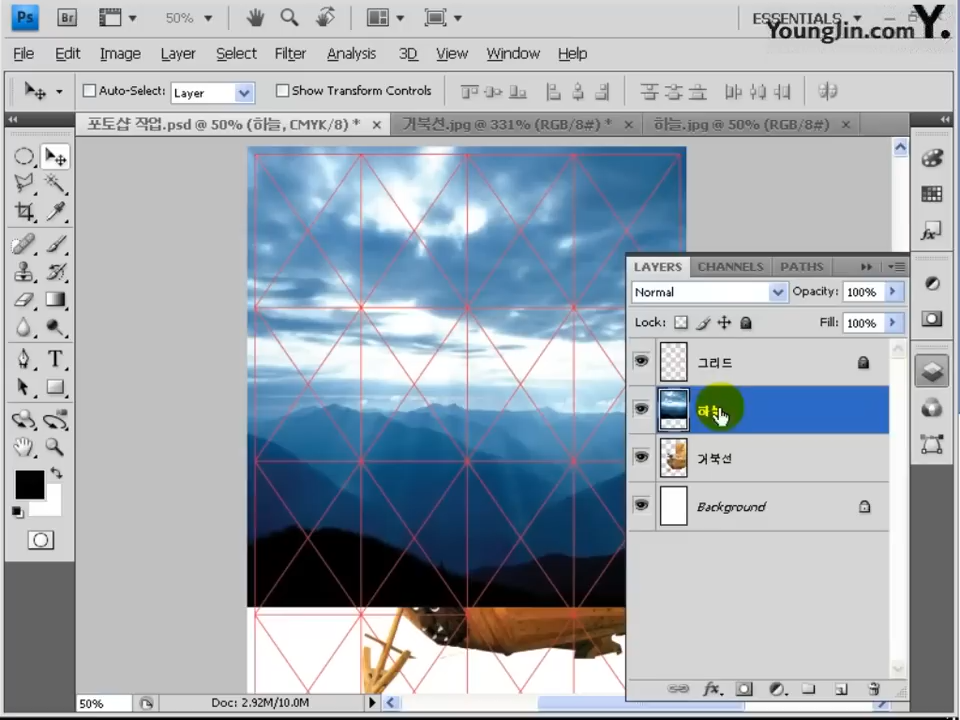 Ps Br 50% ESSENTIALS
YoungJin.com Y.
File Edit Image Layer Select Filter Analysis 3D View Window Help
Auto-Select: Layer Show Transform Controls
포토샵 작업.psd @ 50% (하늘, CMYK/8) * × 거북선.jpg @ 331% (RGB/8#) * × 하늘.jpg @ 50% (RGB/8#) ×
LAYERS CHANNELS PATHS
Normal Opacity: 100%
Lock: Fill: 100%
그리드
거북선
Background
50% Doc: 2.92M/10.0M